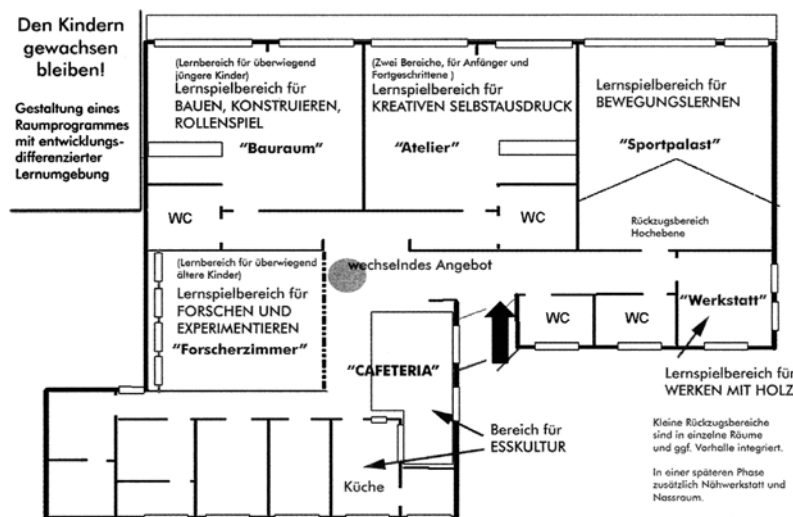 Den Kindern
gewachsen
bleiben!
Gestaltung eines
Raumprogrammes
mit entwicklungs-
differenzierter
Lernumgebung
(Lernbereich für überwiegend
jüngere Kinder)
Lernspielbereich für
BAUEN, KONSTRUIEREN,
ROLLENSPIEL
"Bauraum"
(Zwei Bereiche, für Anfänger und
Fortgeschrittene )
Lernspielbereich für
KREATIVEN SELBSTAUSDRUCK
"Atelier"
Lernspielbereich für
BEWEGUNGSLERNEN
"Sportpalast"
Rückzugsbereich
Hochebene
WC
WC
(Lernbereich für überwiegend
ältere Kinder)
Lernspielbereich für
FORSCHEN UND
EXPERIMENTIEREN
"Forscherzimmer"
wechselndes Angebot
"CAFETERIA"
WC
WC
"Werkstatt"
Lernspielbereich für
WERKEN MIT HOLZ
Bereich für
ESSKULTUR
Küche
Kleine Rückzugsbereiche
sind in einzelne Räume
und ggf. Vorhalle integriert.
In einer späteren Phase
zusätzlich Nähwerkstatt und
Nassraum.